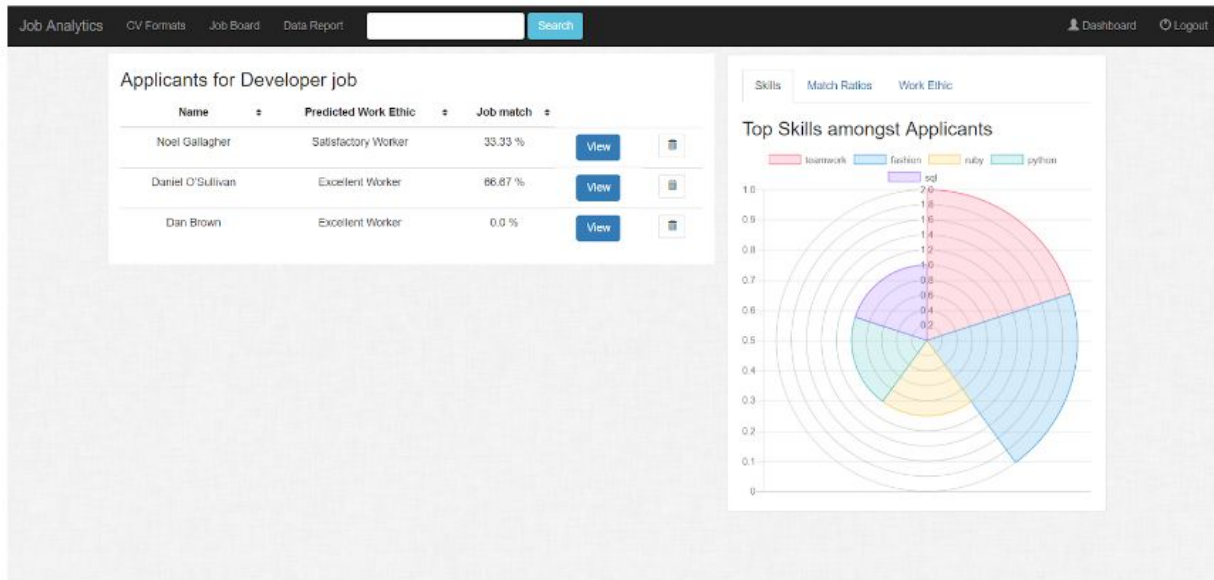 Job Analytics CV Formats Job Board Data Report Search Dashboard Logout
Applicants for Developer job
Name Predicted Work Ethic Job match
Noel Gallagher Satisfactory Worker 33.33 % View
Daniel O'Sullivan Excellent Worker 66.67 % View
Dan Brown Excellent Worker 0.0 % View
Skills Match Ratios Work Ethic
Top Skills amongst Applicants
teamwork fashion ruby python
sql
1.0 2.0
1.8
0.9 1.6
1.4
0.8 1.2
1.0
0.7 0.8
0.6
0.6 0.4
0.2
0.5
0.4
0.3
0.2
0.1
0